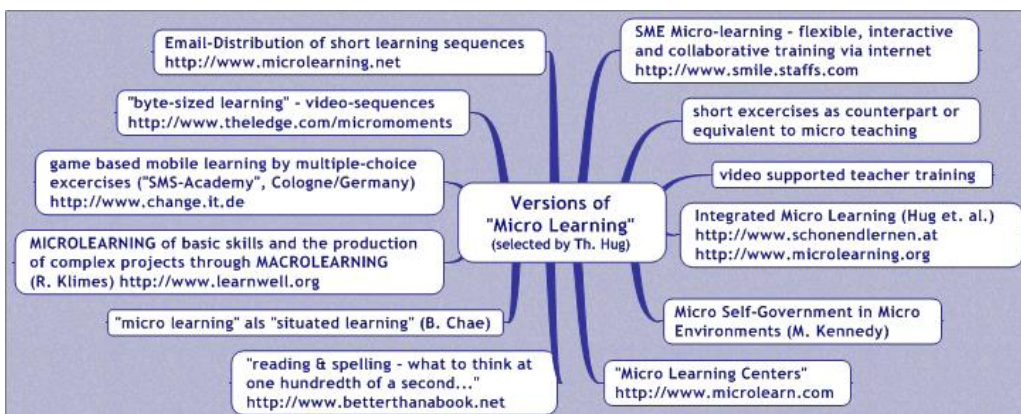 Email-Distribution of short learning sequences
http://www.microlearning.net
"byte-sized learning" - video-sequences
http://www.theledge.com/micromoments
game based mobile learning by multiple-choice
excercises ("SMS-Academy", Cologne/Germany)
http://www.change.it.de
MICROLEARNING of basic skills and the production
of complex projects through MACROLEARNING
(R. Klimes) http://www.learnwell.org
"micro learning" als "situated learning" (B. Chae)
"reading & spelling - what to think at
one hundredth of a second..."
http://www.betterthanabook.net
Versions of
"Micro Learning"
(selected by Th. Hug)
SME Micro-learning - flexible, interactive
and collaborative training via internet
http://www.smile.staffs.com
short excercises as counterpart or
equivalent to micro teaching
video supported teacher training
Integrated Micro Learning (Hug et. al.)
http://www.schonendlernen.at
http://www.microlearning.org
Micro Self-Government in Micro
Environments (M. Kennedy)
"Micro Learning Centers"
http://www.microlearn.com